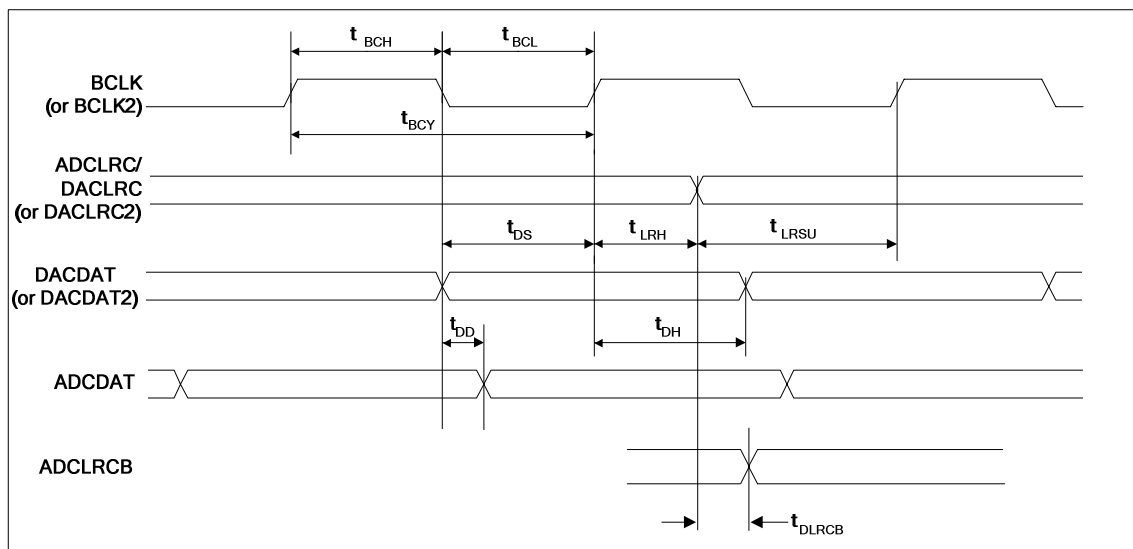 t BCH
t BCL
BCLK
(or BCLK2)
tBCY
ADCLRC/
DACLRC
(or DACLRC2)
tDS
t LRH
t LRSU
DACDAT
(or DACDAT2)
tDD
tDH
ADCDAT
ADCLRCB
tDLRCB